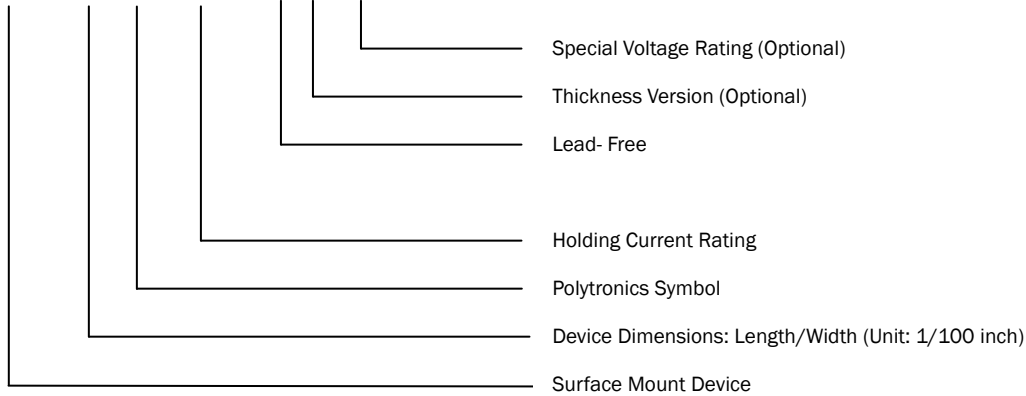 Special Voltage Rating (Optional)
Thickness Version (Optional)
Lead- Free
Holding Current Rating
Polytronics Symbol
Device Dimensions: Length/Width (Unit: 1/100 inch)
Surface Mount Device